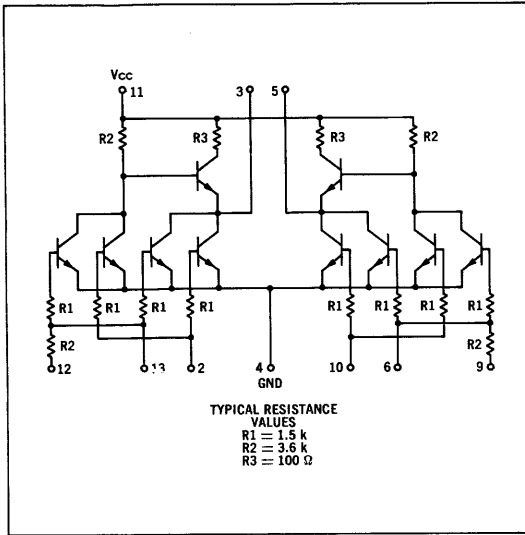 Vcc
11 3 5
R2 R3 R3 R2
R1 R1 R1 R1 R1 R1 R1 R1
R2 R2
12 13 2 4 10 6 9
GND
TYPICAL RESISTANCE
VALUES
R1 = 1.5 k
R2 = 3.6 k
R3 = 100 Ω